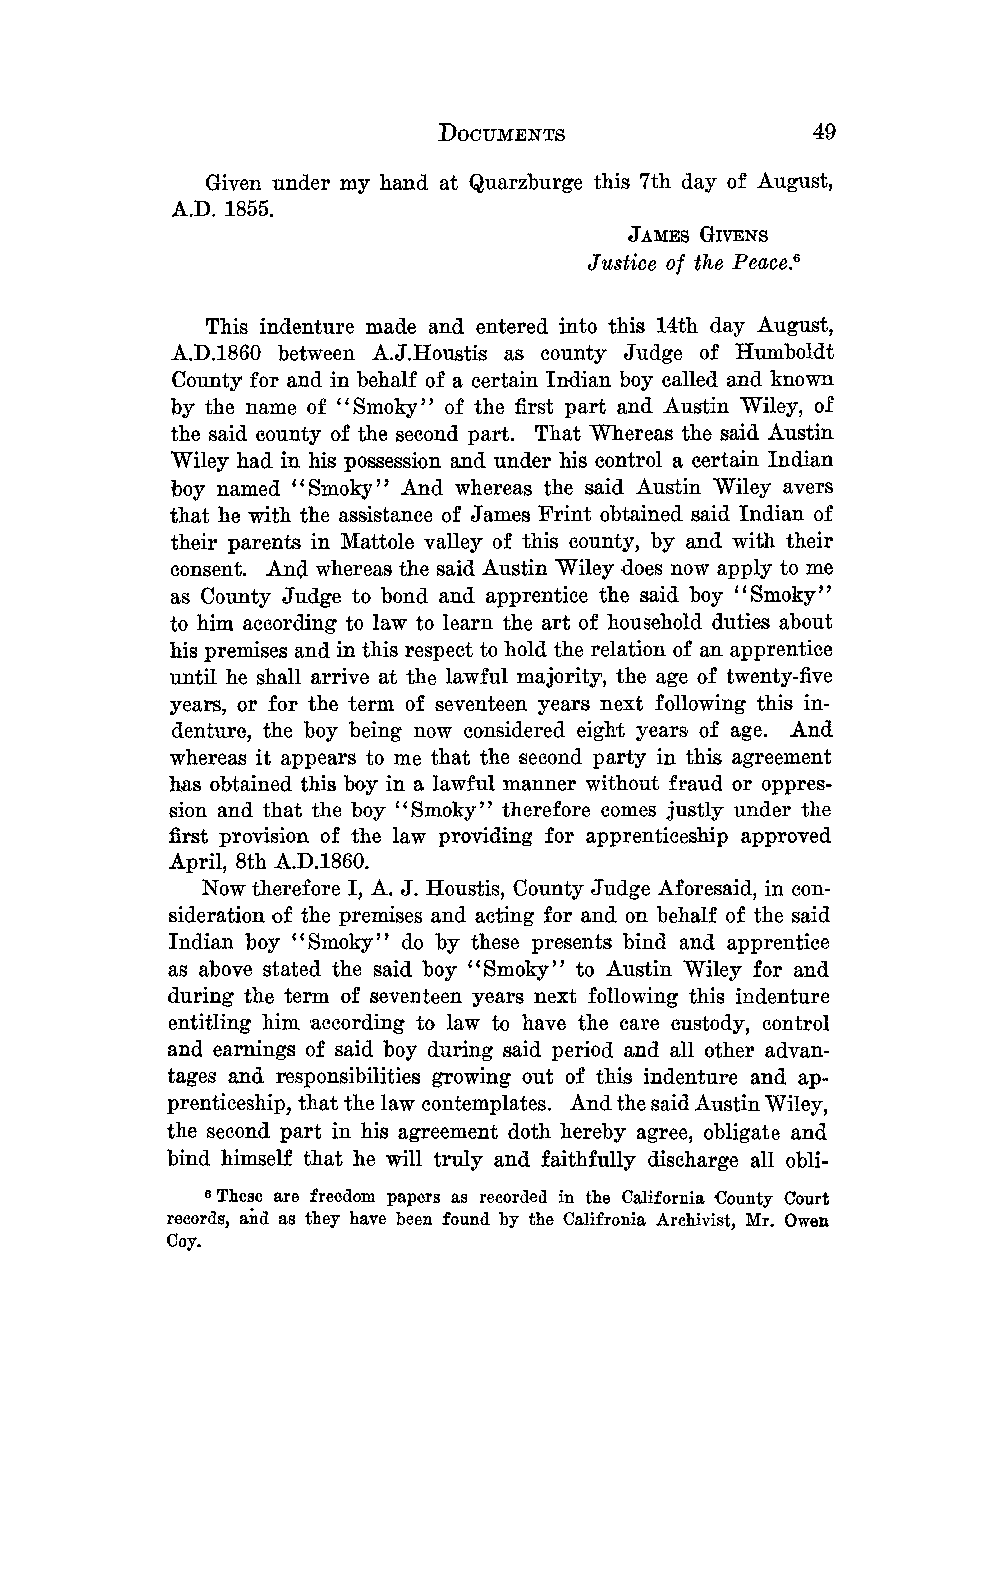 DOCUMENTS 49
Given under my hand at Quarzburge this 7th day of August,
A.D. 1855.
JAMES GIVENS
Justice of the Peace.⁶
This indenture made and entered into this 14th day August,
A.D.1860 between A.J.Houstis as county Judge of Humboldt
County for and in behalf of a certain Indian boy called and known
by the name of ‘‘Smoky’’ of the first part and Austin Wiley, of
the said county of the second part. That Whereas the said Austin
Wiley had in his possession and under his control a certain Indian
boy named ‘‘Smoky’’ And whereas the said Austin Wiley avers
that he with the assistance of James Frint obtained said Indian of
their parents in Mattole valley of this county, by and with their
consent. And whereas the said Austin Wiley does now apply to me
as County Judge to bond and apprentice the said boy ‘‘Smoky’’
to him according to law to learn the art of household duties about
his premises and in this respect to hold the relation of an apprentice
until he shall arrive at the lawful majority, the age of twenty-five
years, or for the term of seventeen years next following this in-
denture, the boy being now considered eight years of age. And
whereas it appears to me that the second party in this agreement
has obtained this boy in a lawful manner without fraud or oppres-
sion and that the boy ‘‘Smoky’’ therefore comes justly under the
first provision of the law providing for apprenticeship approved
April, 8th A.D.1860.
Now therefore I, A. J. Houstis, County Judge Aforesaid, in con-
sideration of the premises and acting for and on behalf of the said
Indian boy ‘‘Smoky’’ do by these presents bind and apprentice
as above stated the said boy ‘‘Smoky’’ to Austin Wiley for and
during the term of seventeen years next following this indenture
entitling him according to law to have the care custody, control
and earnings of said boy during said period and all other advan-
tages and responsibilities growing out of this indenture and ap-
prenticeship, that the law contemplates. And the said Austin Wiley,
the second part in his agreement doth hereby agree, obligate and
bind himself that he will truly and faithfully discharge all obli-
⁶ These are freedom papers as recorded in the California County Court
records, and as they have been found by the Califronia Archivist, Mr. Owen
Coy.